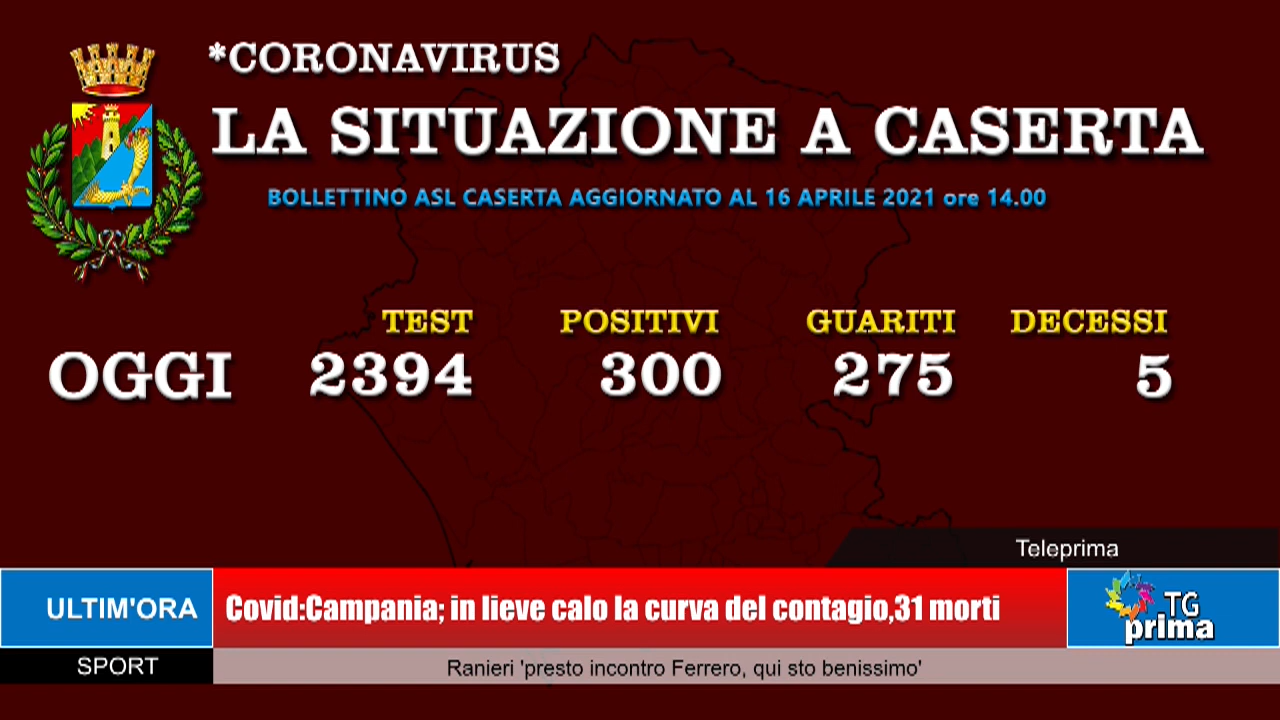 *CORONAVIRUS
LA SITUAZIONE A CASERTA
BOLLETTINO ASL CASERTA AGGIORNATO AL 16 APRILE 2021 ore 14.00
TEST POSITIVI GUARITI DECESSI
OGGI 2394 300 275 5
Teleprima
ULTIM'ORA Covid:Campania; in lieve calo la curva del contagio,31 morti
TG
prima
SPORT Ranieri 'presto incontro Ferrero, qui sto benissimo'